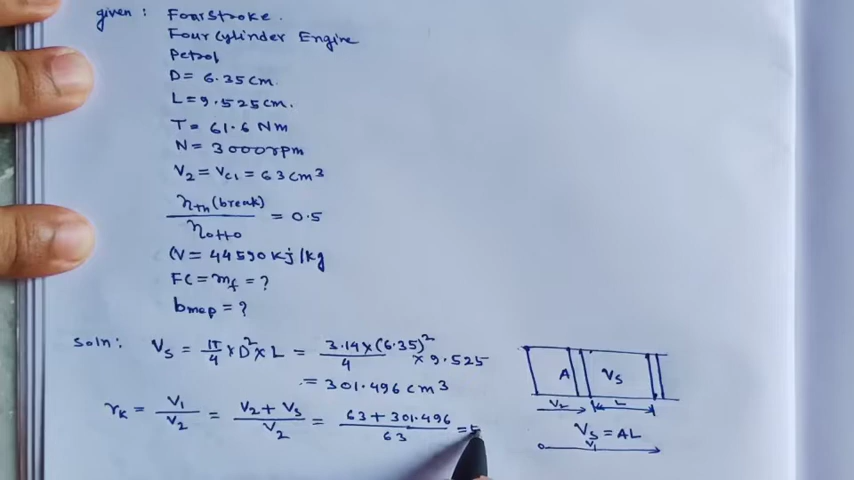 given : Four Stroke.
Four Cylinder Engine
Petrol
D = 6.35 cm.
L = 9.525 cm.
T = 61.6 Nm
N = 3000 rpm
V2 = Vc1 = 63 cm3
ηth (break) / ηotto = 0.5
CV = 44590 kj/kg
FC = mf = ?
bmep = ?
Soln : Vs = π/4 × D2 × L = 3.14 × (6.35)2 / 4 × 9.525
= 301.496 cm3
rK = V1 / V2 = V2 + Vs / V2 = 63 + 301.496 / 63 = 5
A Vs
V2 L
Vs = AL
V1